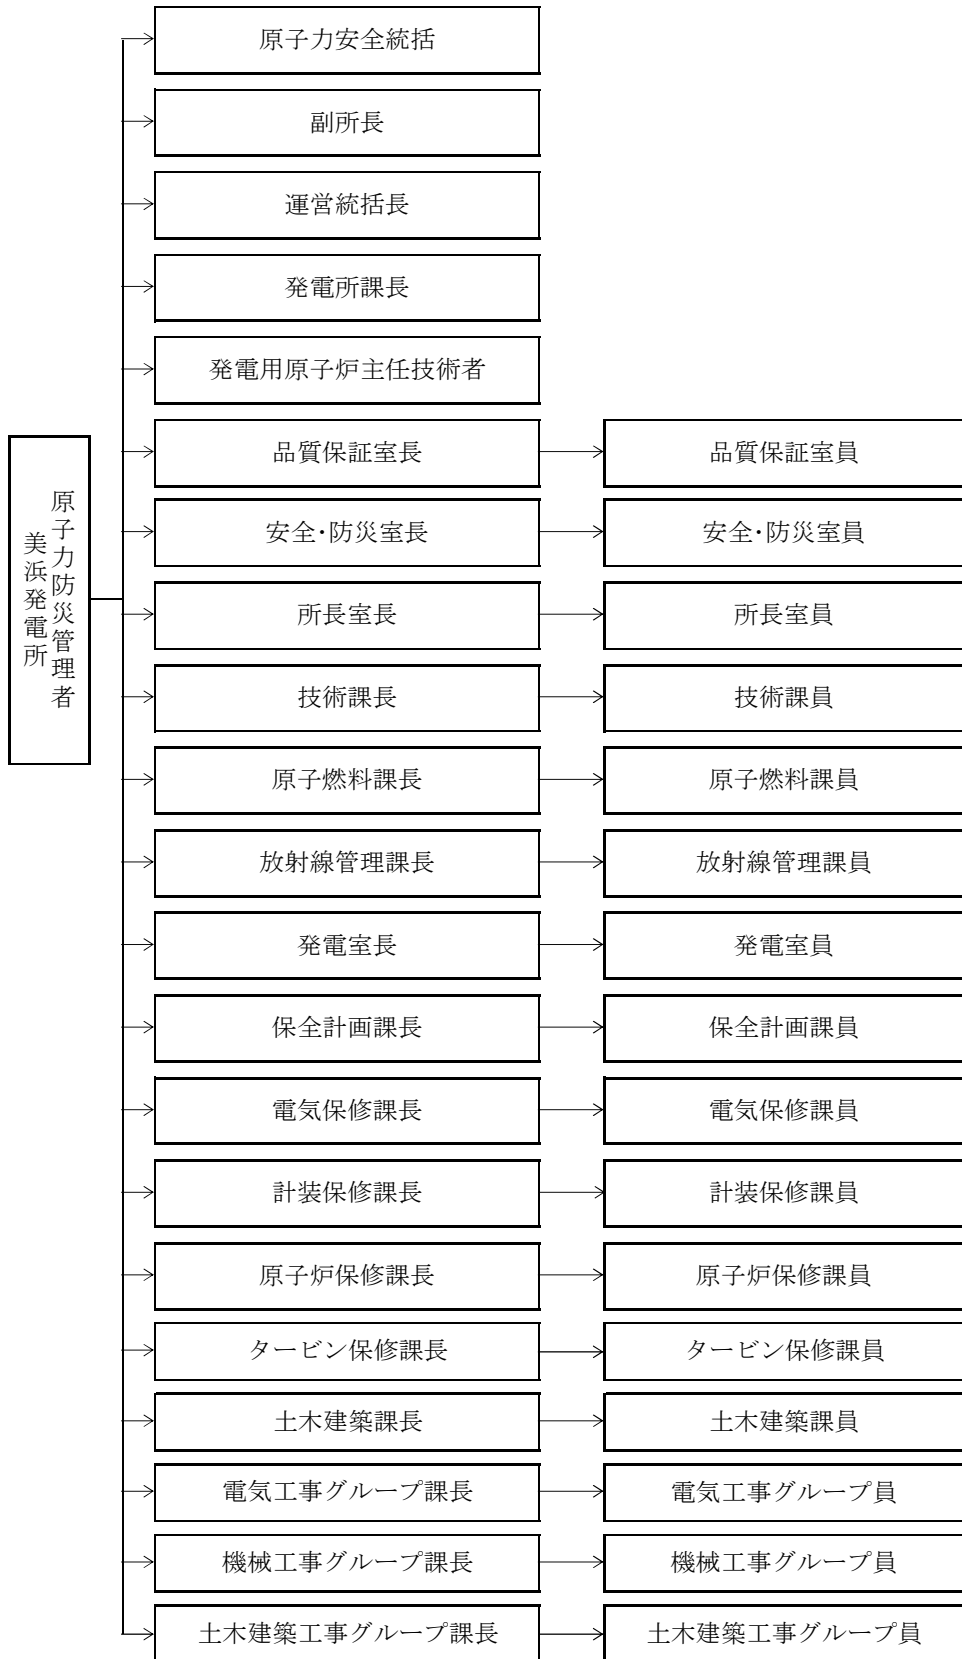 原子力安全統括
副所長
運営統括長
発電所課長
発電用原子炉主任技術者
原子力防災管理者
美浜発電所
品質保証室長
品質保証室員
安全・防災室長
安全・防災室員
所長室長
所長室員
技術課長
技術課員
原子燃料課長
原子燃料課員
放射線管理課長
放射線管理課員
発電室長
発電室員
保全計画課長
保全計画課員
電気保修課長
電気保修課員
計装保修課長
計装保修課員
原子炉保修課長
原子炉保修課員
タービン保修課長
タービン保修課員
土木建築課長
土木建築課員
電気工事グループ課長
電気工事グループ員
機械工事グループ課長
機械工事グループ員
土木建築工事グループ課長
土木建築工事グループ員